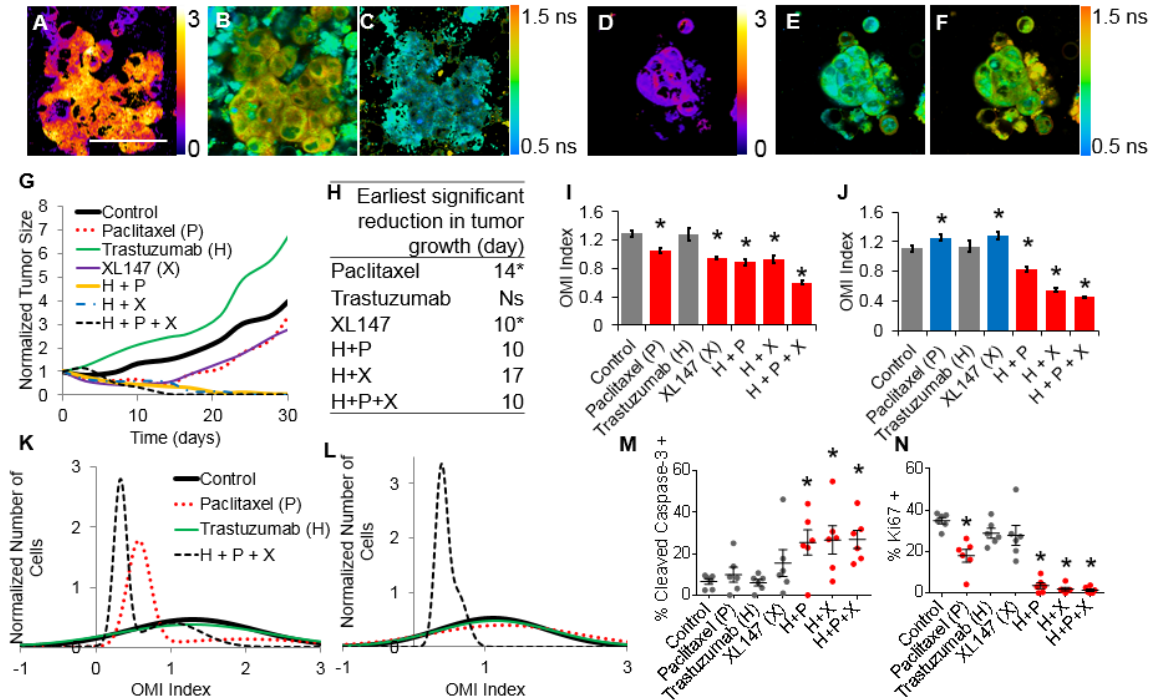 A
3
0
B
C
1.5 ns
0.5 ns
D
3
0
E
F
1.5 ns
0.5 ns
G
8
7
6
5
4
3
2
1
0
Normalized Tumor Size
Control
Paclitaxel (P)
Trastuzumab (H)
XL147 (X)
H + P
H + X
H + P + X
0
10
20
30
Time (days)
H
Earliest significant
reduction in tumor
growth (day)
Paclitaxel 14*
Trastuzumab Ns
XL147 10*
H+P 10
H+X 17
H+P+X 10
I
1.6
1.2
0.8
0.4
0
OMI Index
*
*
*
*
*
Control
Paclitaxel (P)
Trastuzumab (H)
XL147 (X)
H + P
H + X
H + P + X
J
1.6
1.2
0.8
0.4
0
OMI Index
*
*
*
*
*
Control
Paclitaxel (P)
Trastuzumab (H)
XL147 (X)
H + P
H + X
H + P + X
K
3
2
1
0
Normalized Number of
Cells
Control
Paclitaxel (P)
Trastuzumab (H)
H + P + X
-1
0
1
2
3
OMI Index
L
3
2
1
0
Normalized Number of
Cells
-1
1
3
OMI Index
M
60
40
20
0
% Cleaved Caspase-3 +
*
*
*
Control
Paclitaxel (P)
Trastuzumab (H)
XL147 (X)
H+P
H+X
H+P+X
N
60
40
20
0
% Ki67 +
*
*
*
*
Control
Paclitaxel (P)
Trastuzumab (H)
XL147 (X)
H+P
H+X
H+P+X